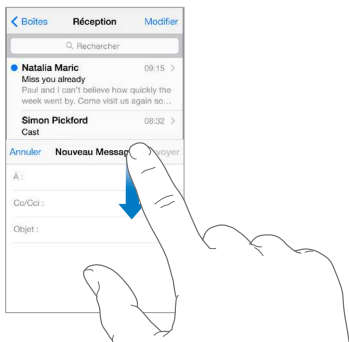 Boîtes Réception Modifier
Rechercher
Natalia Maric 09:15
Miss you already
Paul and I can't believe how quickly the
week went by. Come visit us again so...
Simon Pickford 08:32
Cast
Annuler Nouveau Messag voyer
À :
Cc/Cci :
Objet :